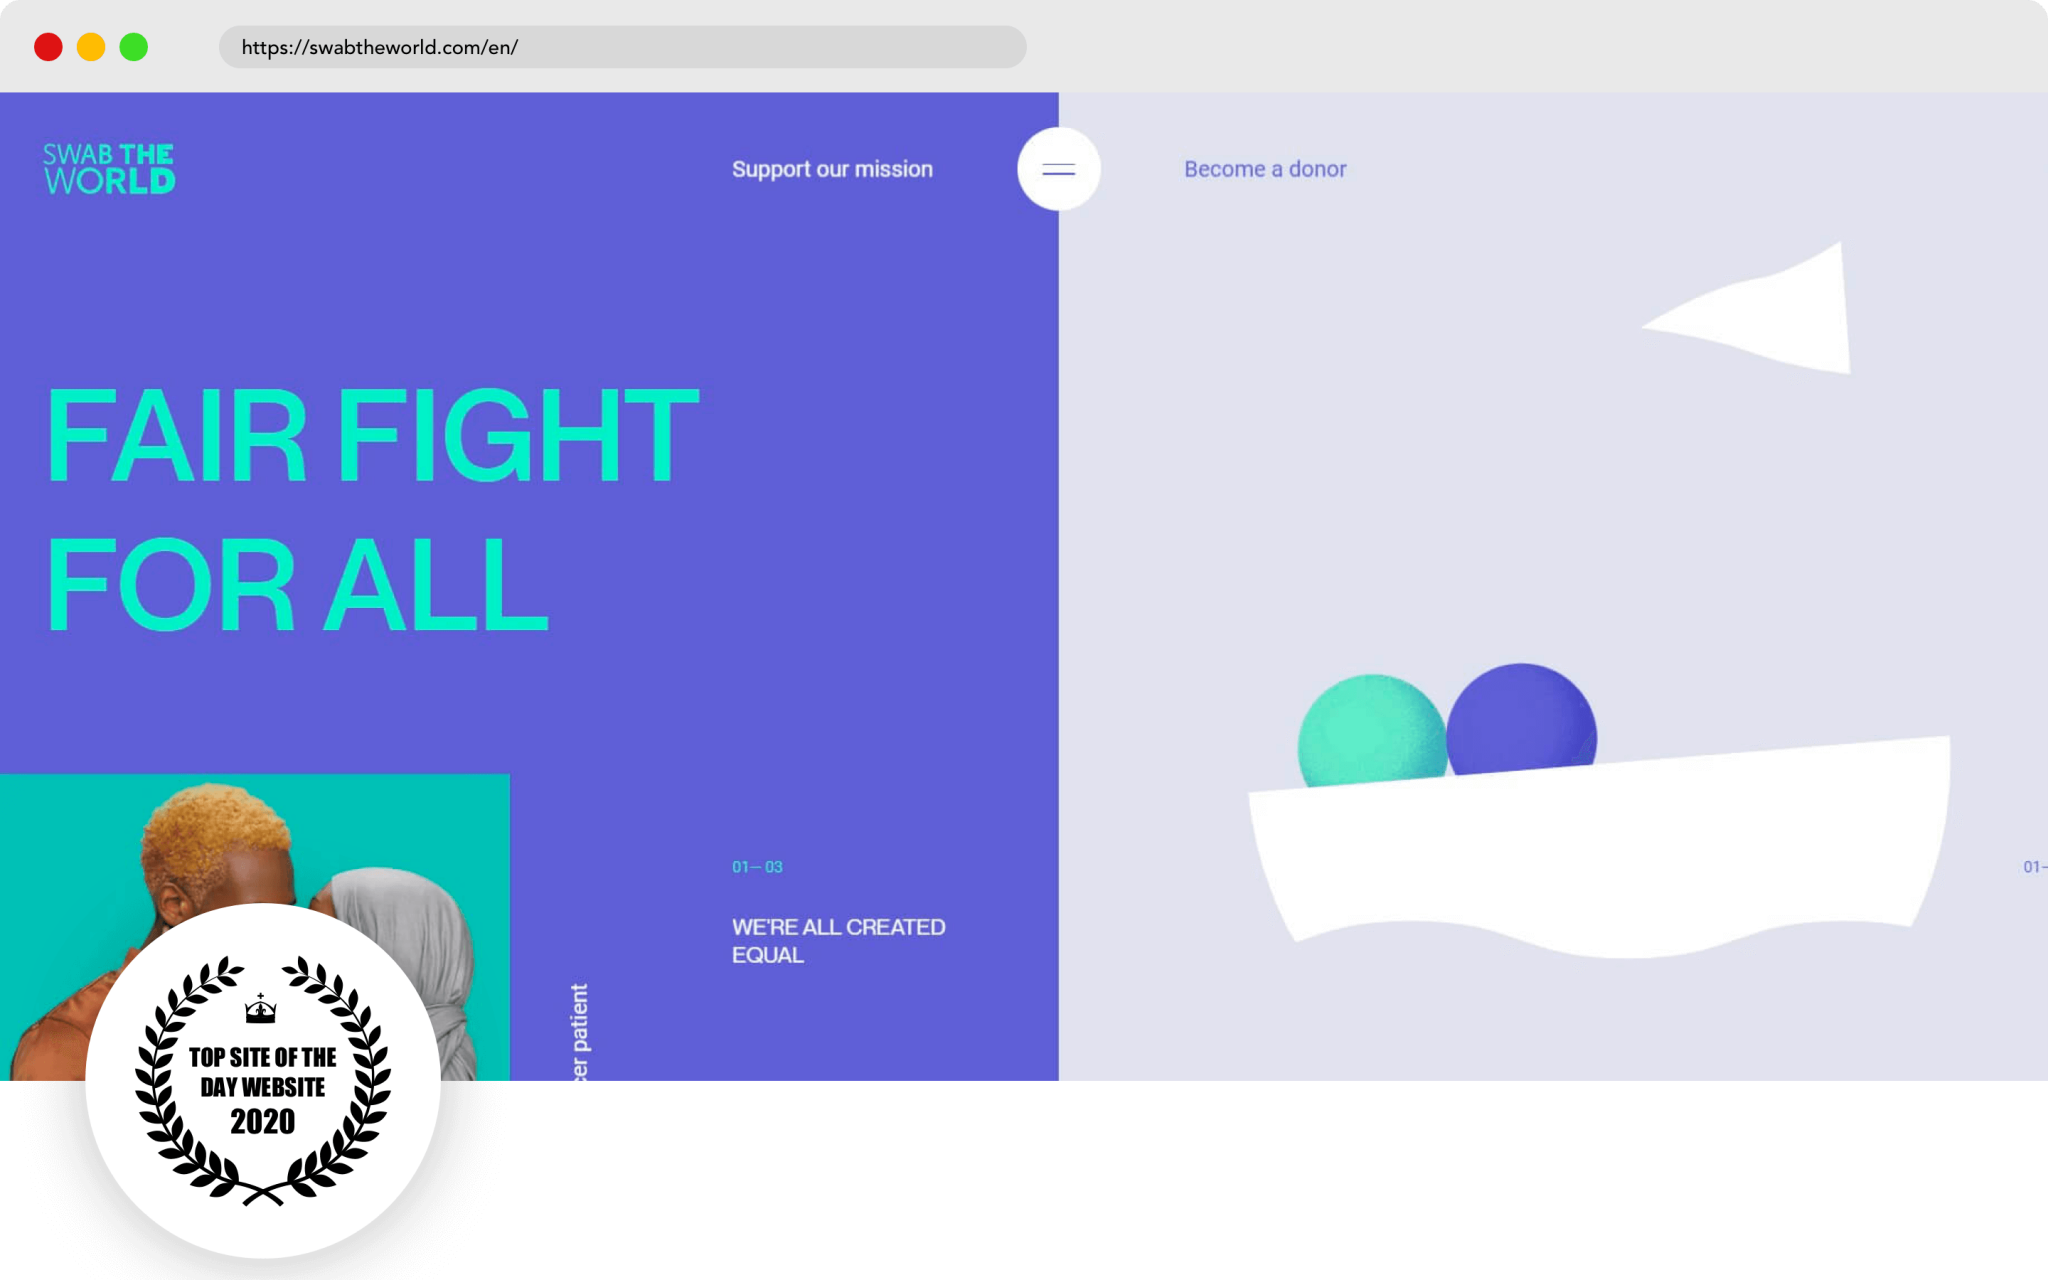 https://swabtheworld.com/en/
SWAB THE
WORLD
Support our mission
Become a donor
FAIR FIGHT
FOR ALL
01— 03
WE'RE ALL CREATED
EQUAL
patient
01—
TOP SITE OF THE
DAY WEBSITE
2020